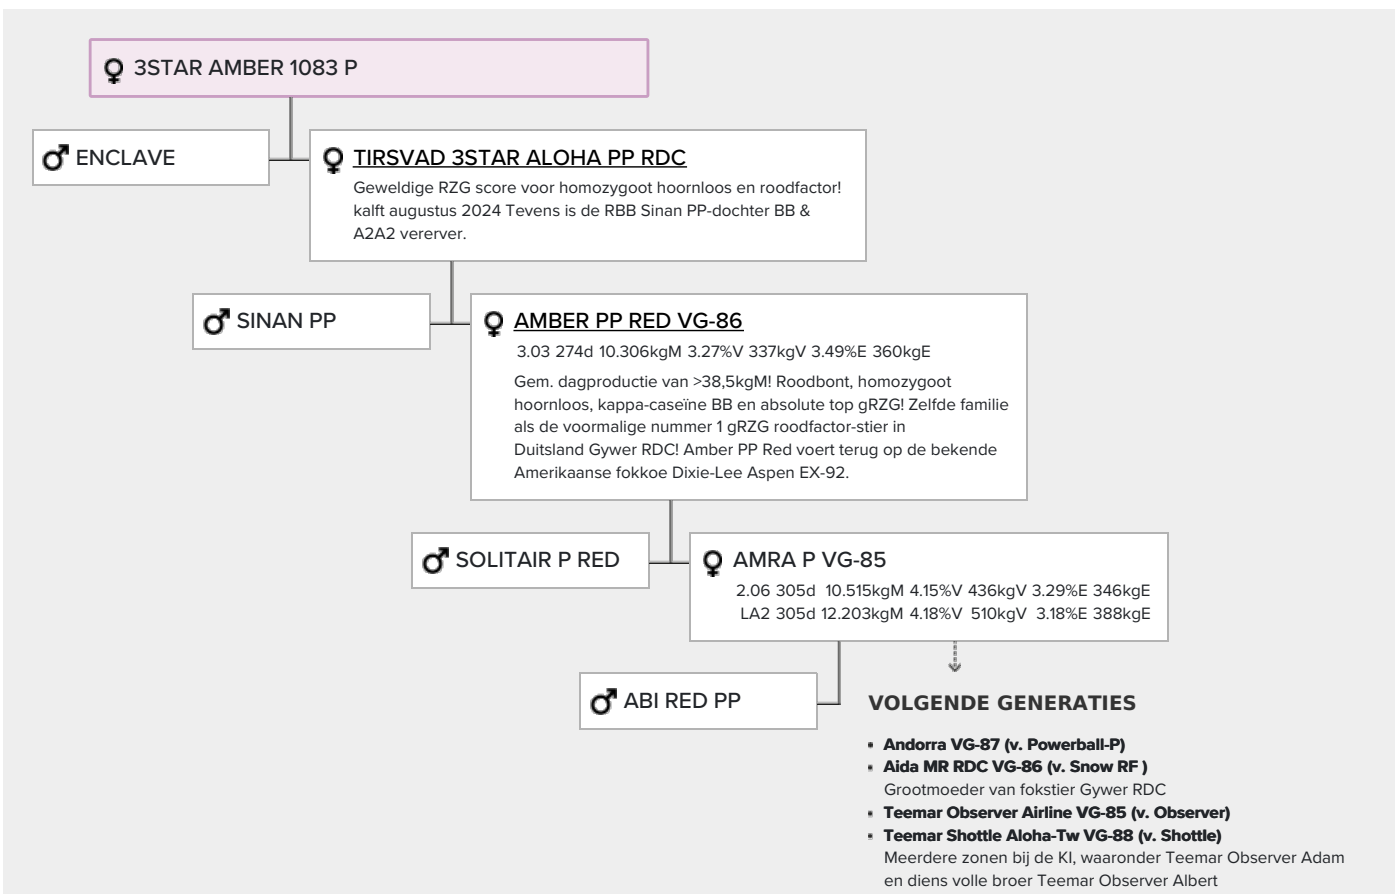 3STAR AMBER 1083 P
ENCLAVE
TIRSVAD 3STAR ALOHA PP RDC
Geweldige RZG score voor homozygoot hoornloos en roodfactor!
kalft augustus 2024 Tevens is de RBB Sinan PP-dochter BB &
A2A2 vererver.
SINAN PP
AMBER PP RED VG-86
3.03 274d 10.306kgM 3.27%V 337kgV 3.49%E 360kgE
Gem. dagproductie van >38,5kgM! Roodbont, homozygoot
hoornloos, kappa-caseïne BB en absolute top gRZG! Zelfde familie
als de voormalige nummer 1 gRZG roodfactor-stier in
Duitsland Gywer RDC! Amber PP Red voert terug op de bekende
Amerikaanse fokkoe Dixie-Lee Aspen EX-92.
SOLITAIR P RED
AMRA P VG-85
2.06 305d 10.515kgM 4.15%V 436kgV 3.29%E 346kgE
LA2 305d 12.203kgM 4.18%V 510kgV 3.18%E 388kgE
ABI RED PP
VOLGENDE GENERATIES
▪ Andorra VG-87 (v. Powerball-P)
▪ Aida MR RDC VG-86 (v. Snow RF )
Grootmoeder van fokstier Gywer RDC
▪ Teemar Observer Airline VG-85 (v. Observer)
▪ Teemar Shottle Aloha-Tw VG-88 (v. Shottle)
Meerdere zonen bij de KI, waaronder Teemar Observer Adam
en diens volle broer Teemar Observer Albert